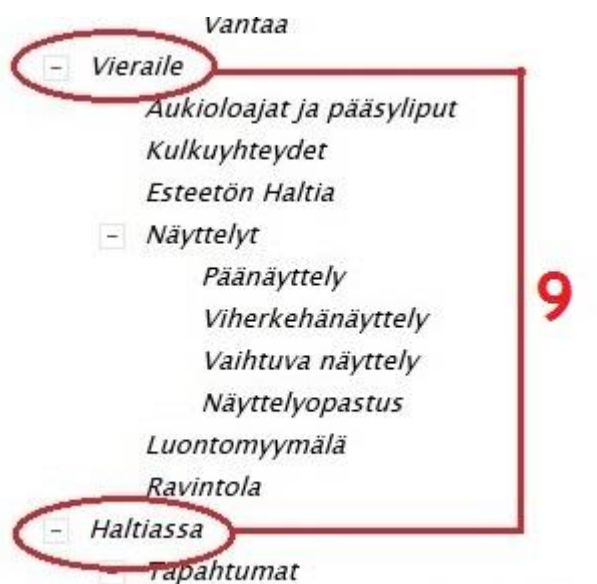 Vantaa
− Vieraile
Aukioloajat ja pääsyliput
Kulkuyhteydet
Esteetön Haltia
− Näyttelyt
Päänäyttely
Viherkehänäyttely
9
Vaihtuva näyttely
Näyttelyopastus
Luontomyymälä
Ravintola
− Haltiassa
− Tapahtumat